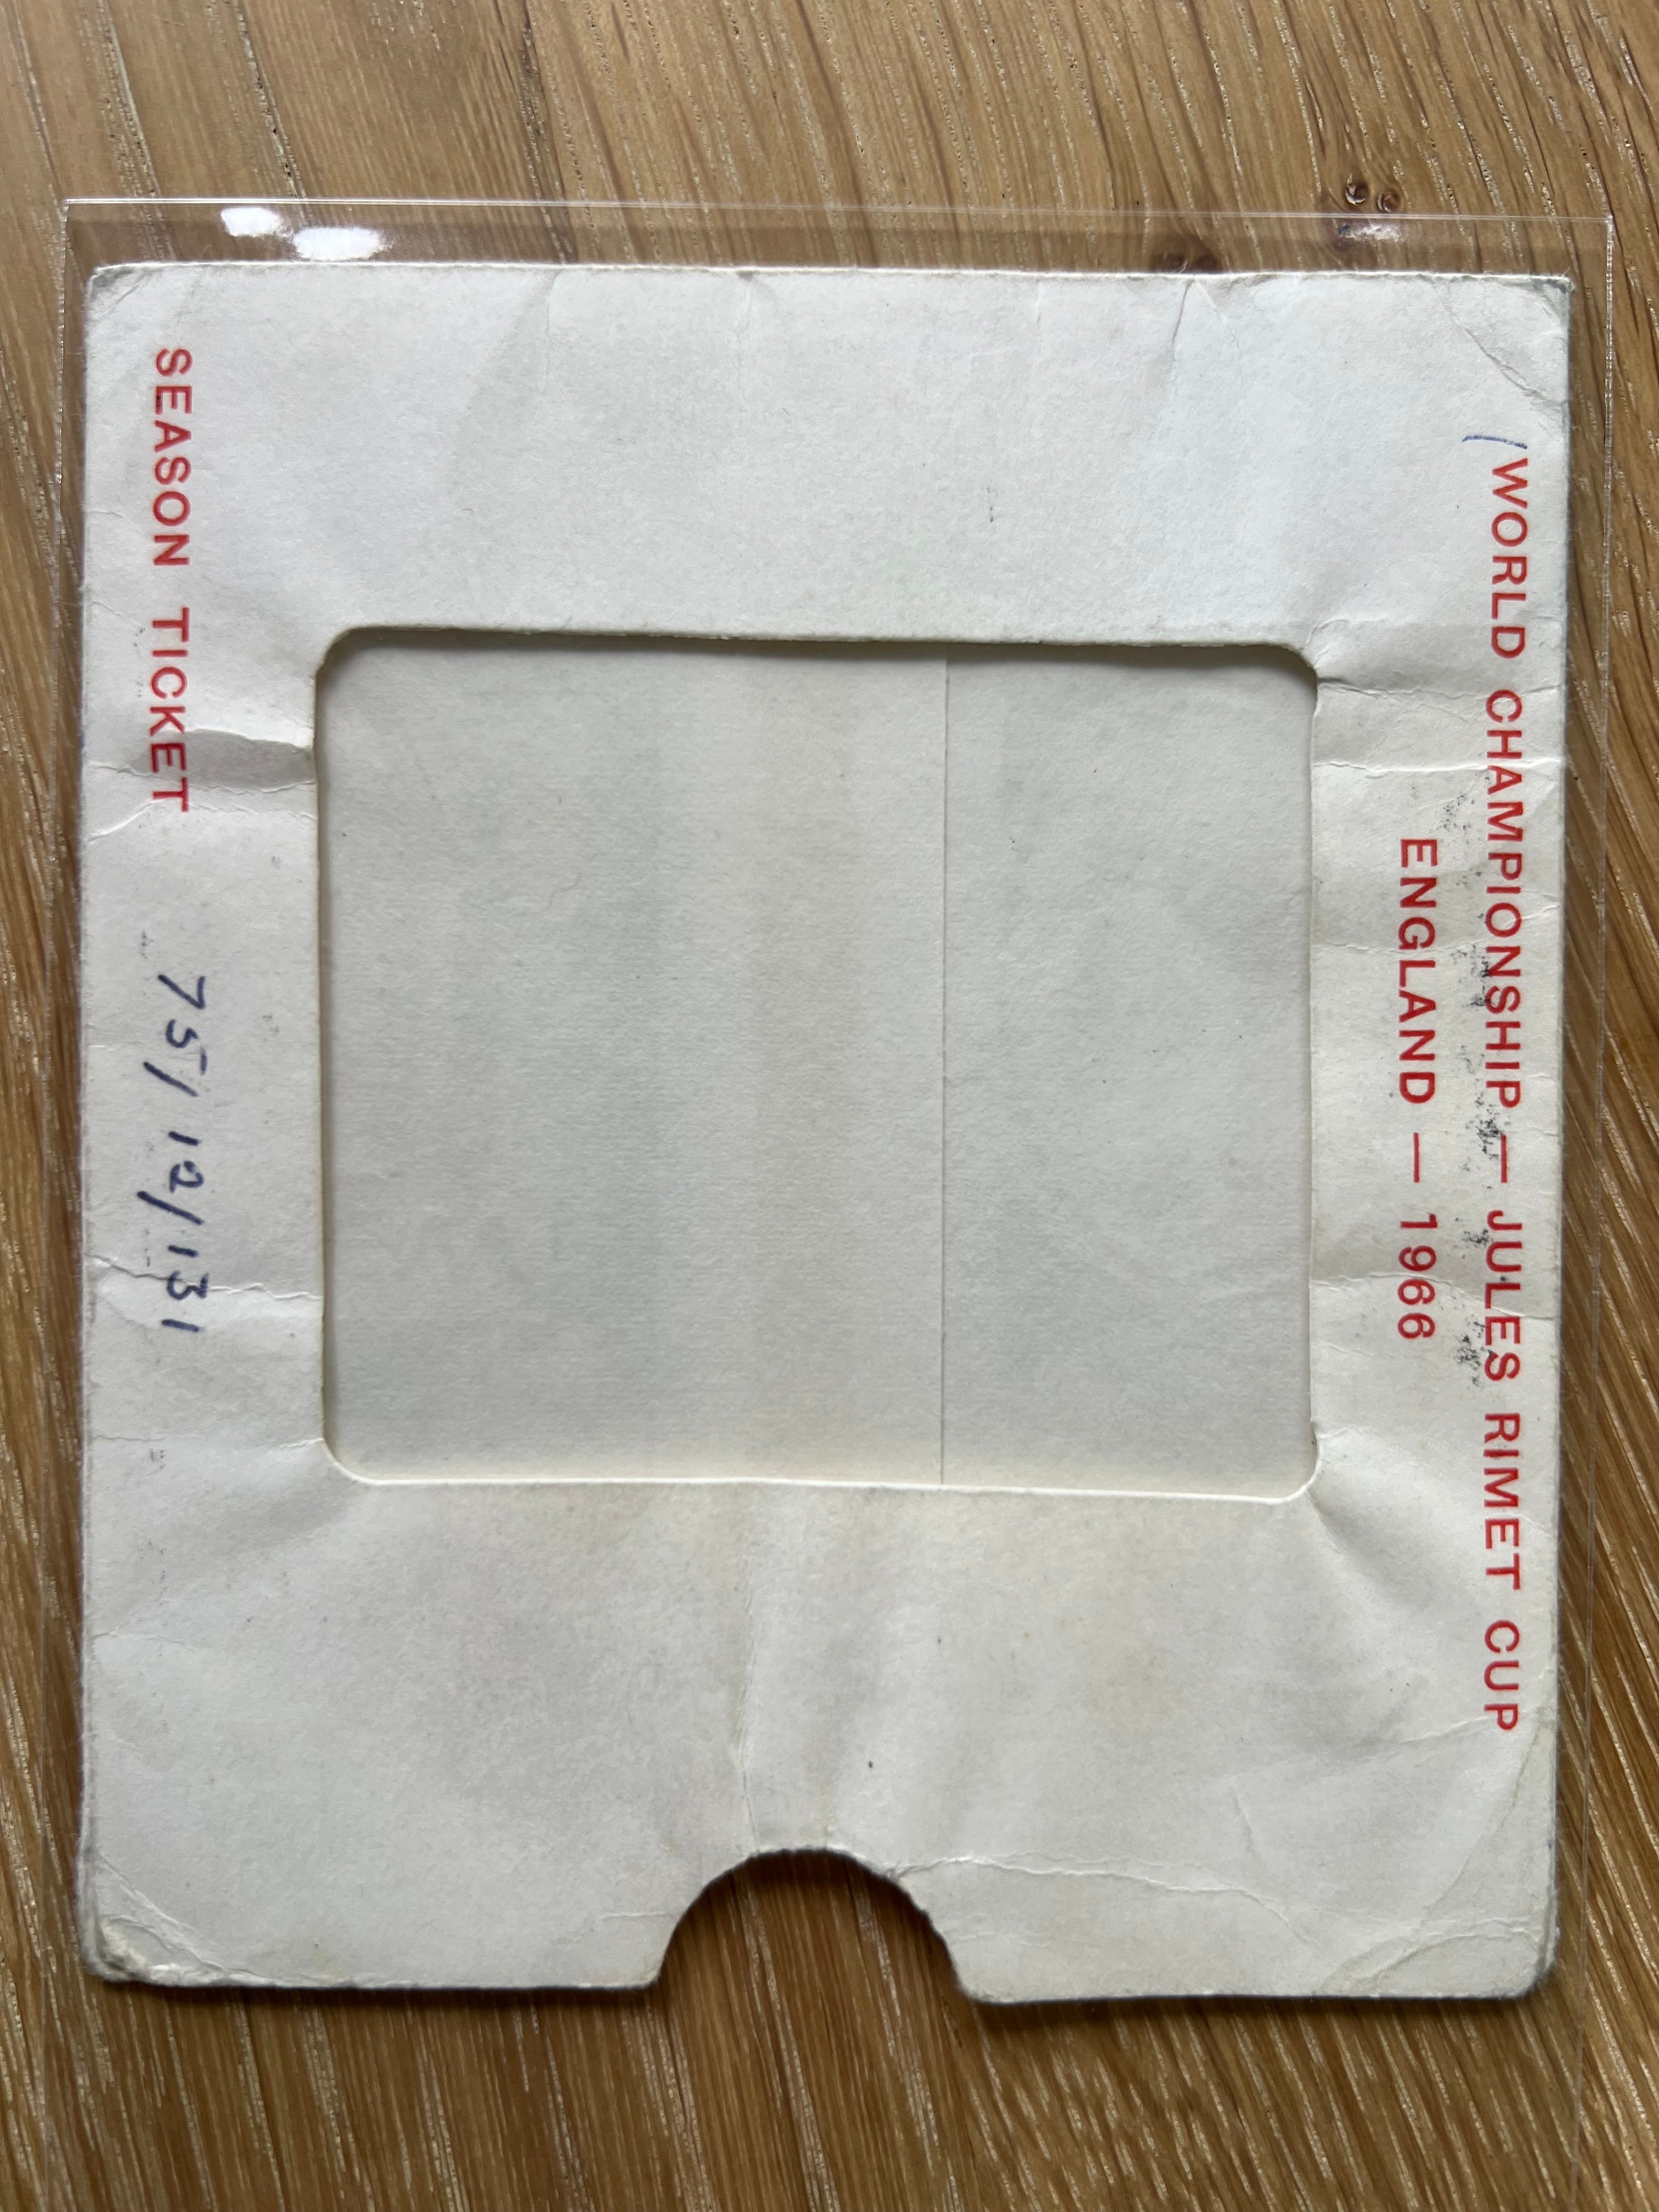 WORLD CHAMPIONSHIP — JULES RIMET CUP
ENGLAND — 1966
SEASON TICKET 75/12/131